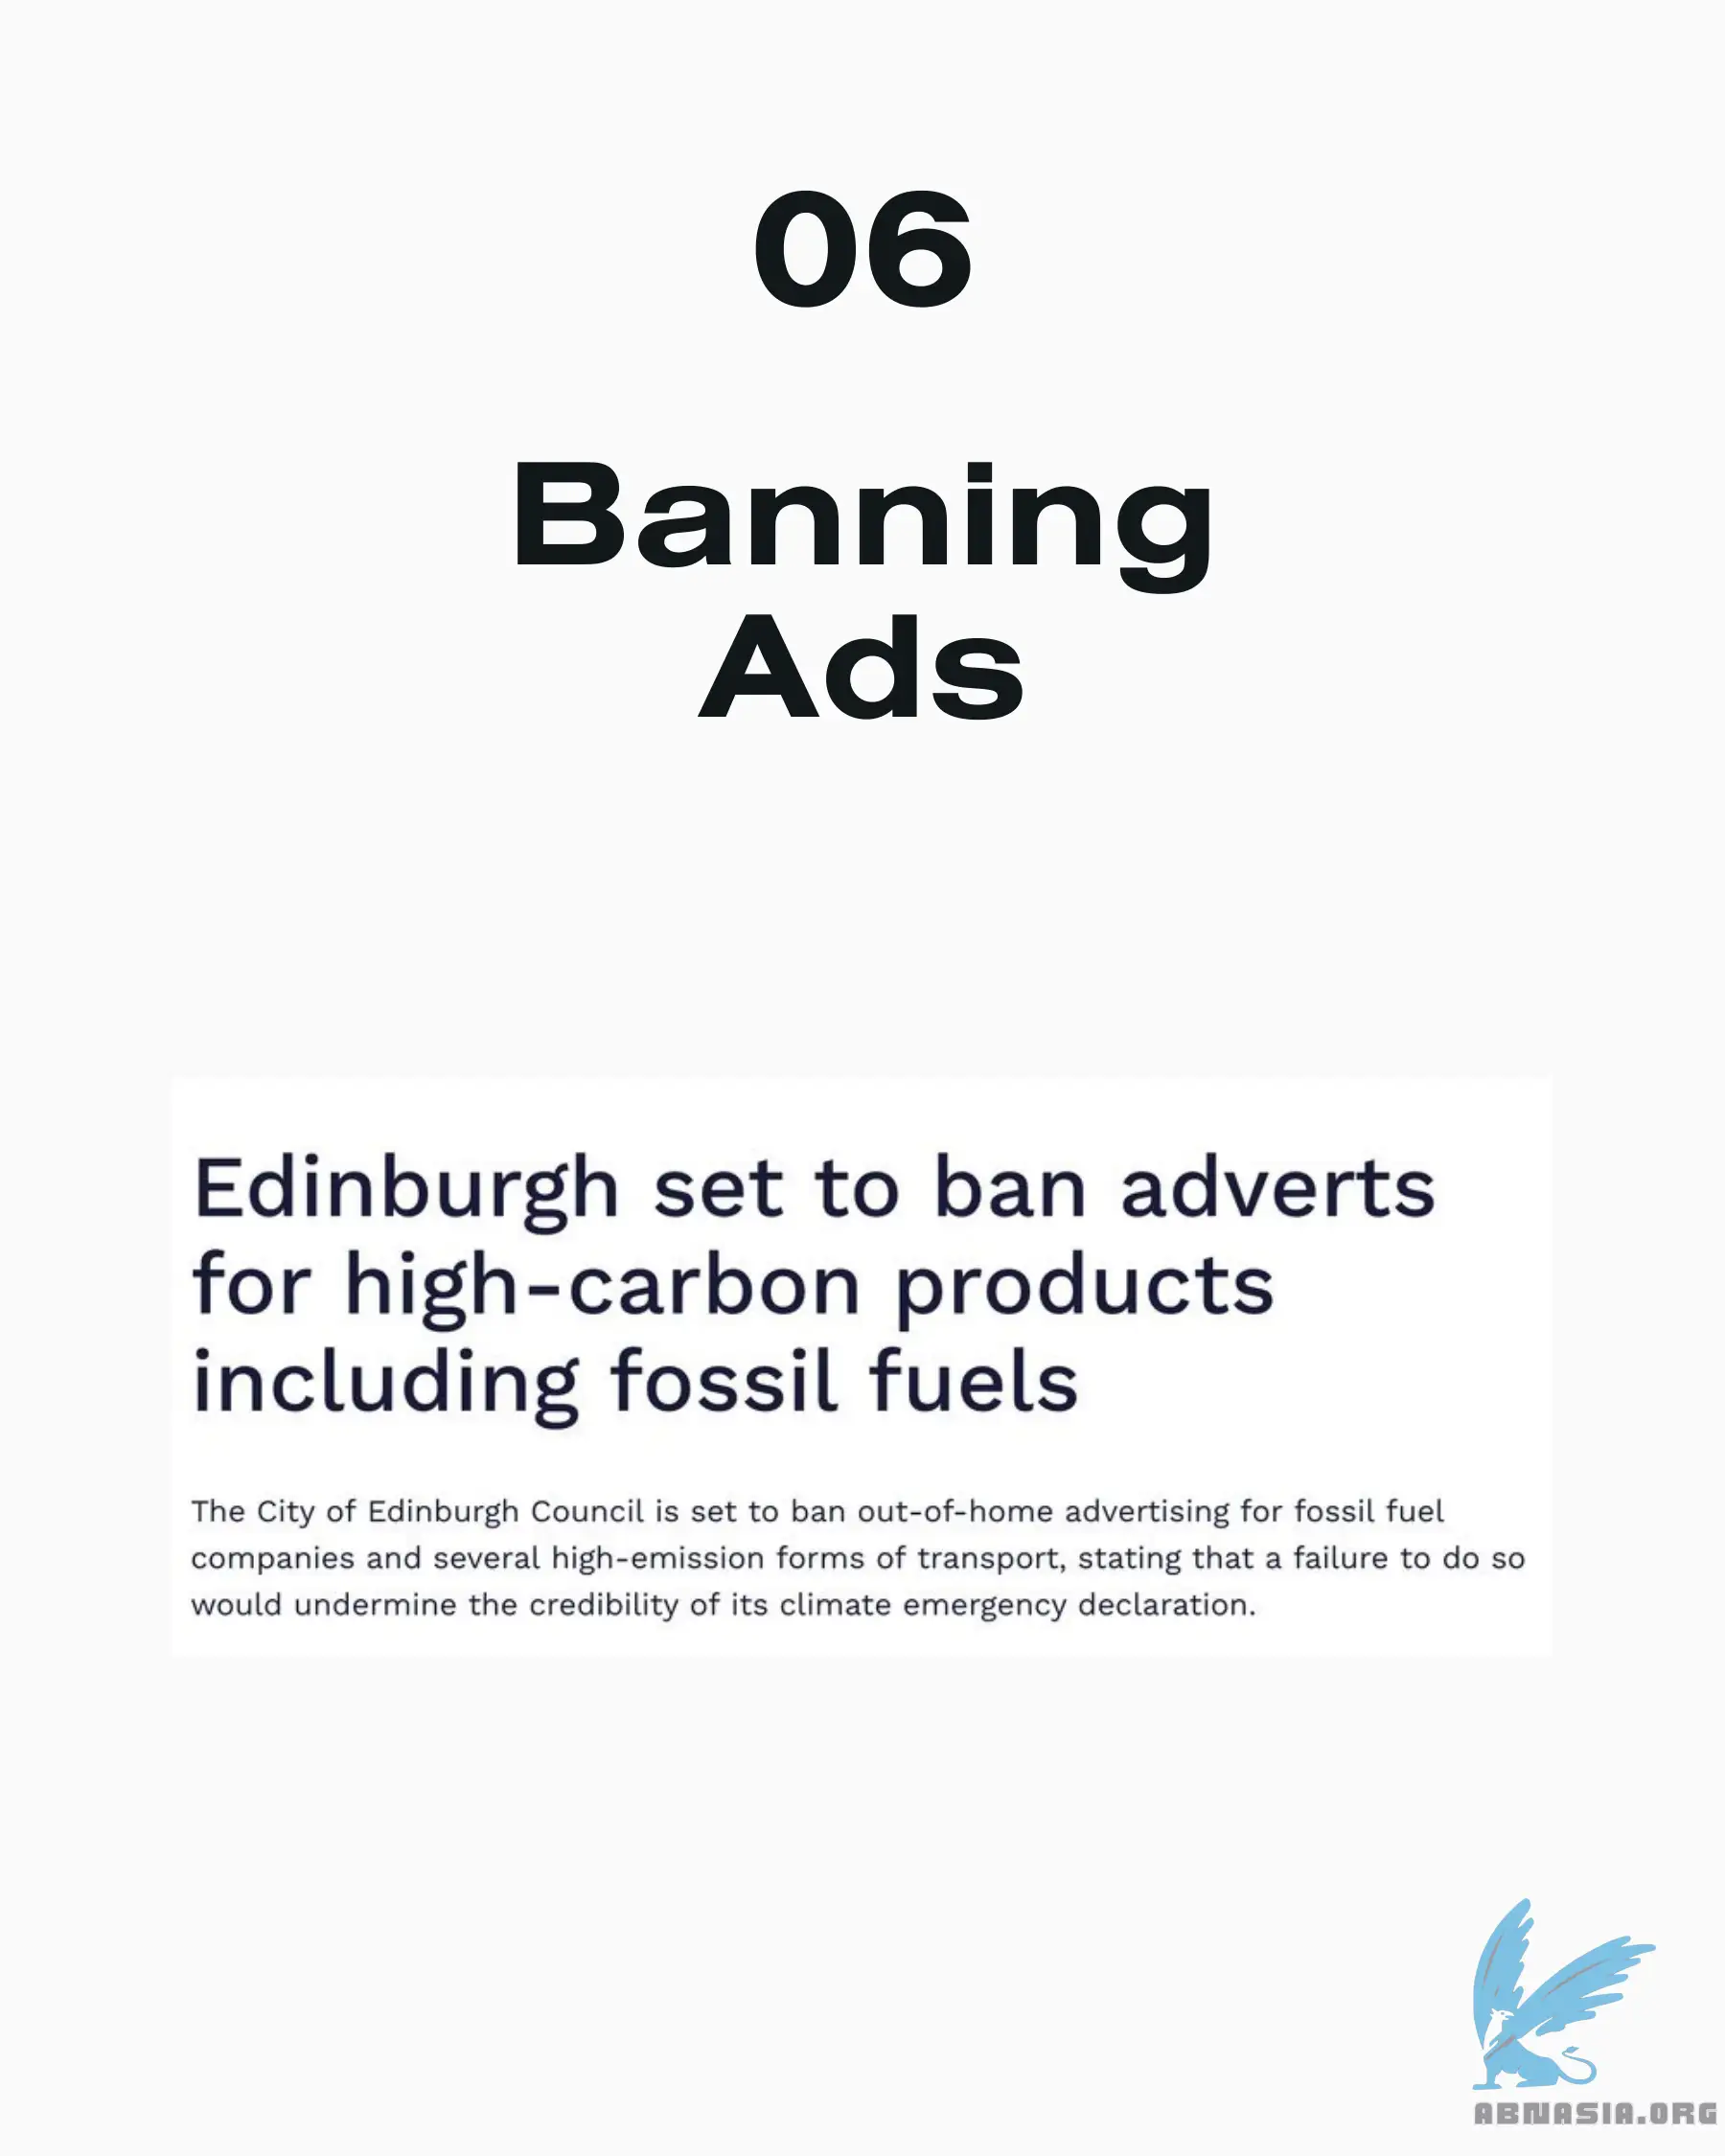 06
Banning
Ads
Edinburgh set to ban adverts
for high-carbon products
including fossil fuels
The City of Edinburgh Council is set to ban out-of-home advertising for fossil fuel
companies and several high-emission forms of transport, stating that a failure to do so
would undermine the credibility of its climate emergency declaration.
ABNASIA.ORG